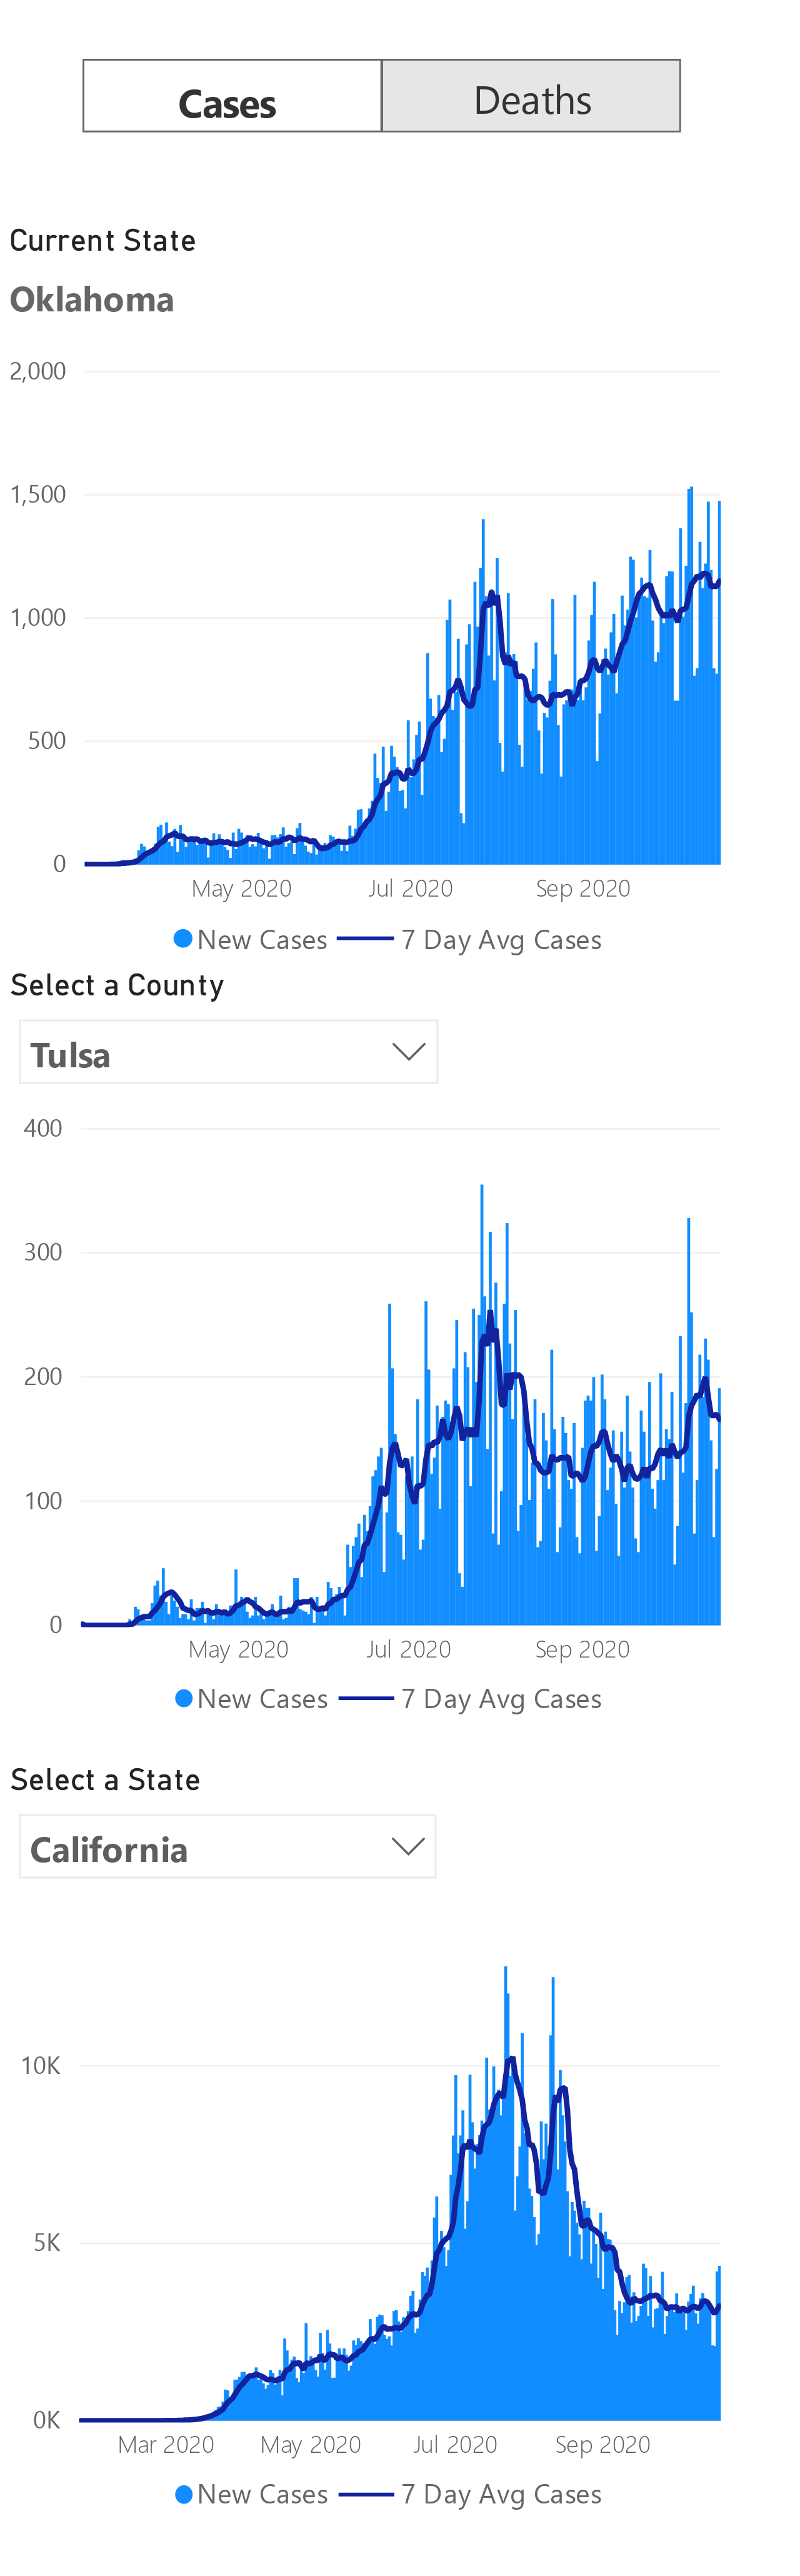 Cases Deaths
Current State
Oklahoma
2,000
1,500
1,000
500
0
May 2020 Jul 2020 Sep 2020
New Cases 7 Day Avg Cases
Select a County
Tulsa
400
300
200
100
0
May 2020 Jul 2020 Sep 2020
New Cases 7 Day Avg Cases
Select a State
California
10K
5K
0K
Mar 2020 May 2020 Jul 2020 Sep 2020
New Cases 7 Day Avg Cases